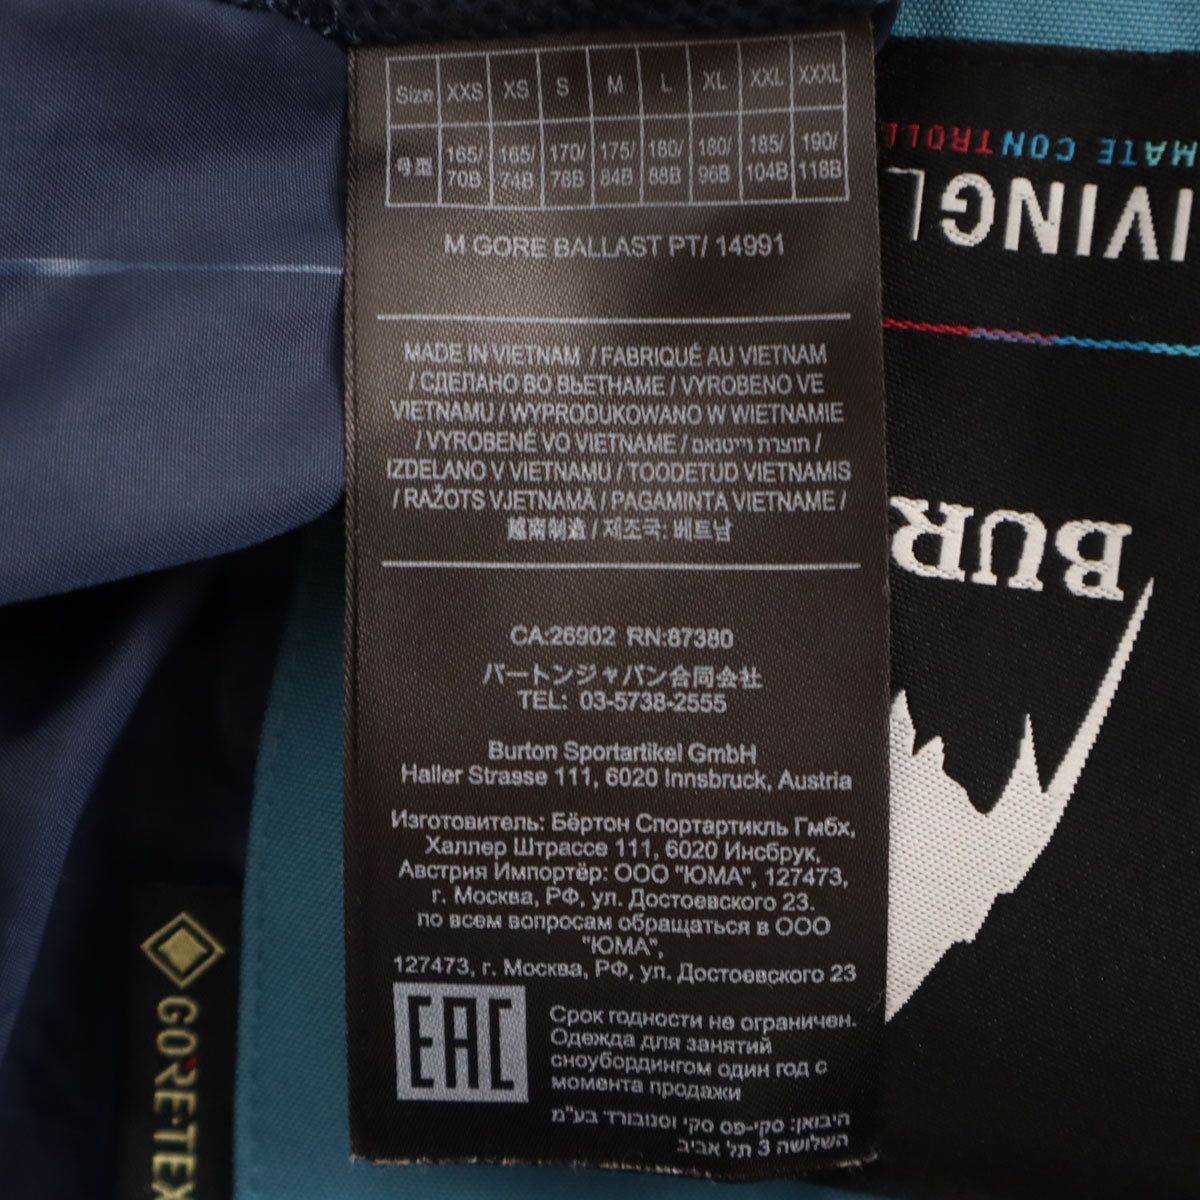 Size XXS XS S M L XL XXL XXXL
号型 165/70B 165/74B 170/76B 175/84B 180/88B 180/96B 185/104B 190/118B
M GORE BALLAST PT/ 14991
MADE IN VIETNAM / FABRIQUÉ AU VIETNAM
/ СДЕЛАНО ВО ВЬЕТНАМЕ / VYROBENO VE
VIETNAMU / WYPRODUKOWANO W WIETNAMIE
/ VYROBENÉ VO VIETNAME / תוצרת וייטנאם /
IZDELANO V VIETNAMU / TOODETUD VIETNAMIS
/ RAŽOTS VJETNAMĀ / PAGAMINTA VIETNAME /
越南制造 / 제조국: 베트남
CA:26902 RN:87380
バートンジャパン合同会社
TEL: 03-5738-2555
Burton Sportartikel GmbH
Haller Strasse 111, 6020 Innsbruck, Austria
Изготовитель: Бёртон Спортартикль Гмбх,
Халлер Штрассе 111, 6020 Инсбрук,
Австрия Импортёр: ООО "ЮМА", 127473,
г. Москва, РФ, ул. Достоевского 23.
по всем вопросам обращаться в ООО
"ЮМА",
127473, г. Москва, РФ, ул. Достоевского 23
EAC
Срок годности не ограничен.
Одежда для занятий
сноубордингом один год с
момента продажи
היבואן: סקי-פס סקי וסנובורד בע"מ
השלושה 3 תל אביב
GORE-TEX
MATE CONTROLL
IVING
BUR